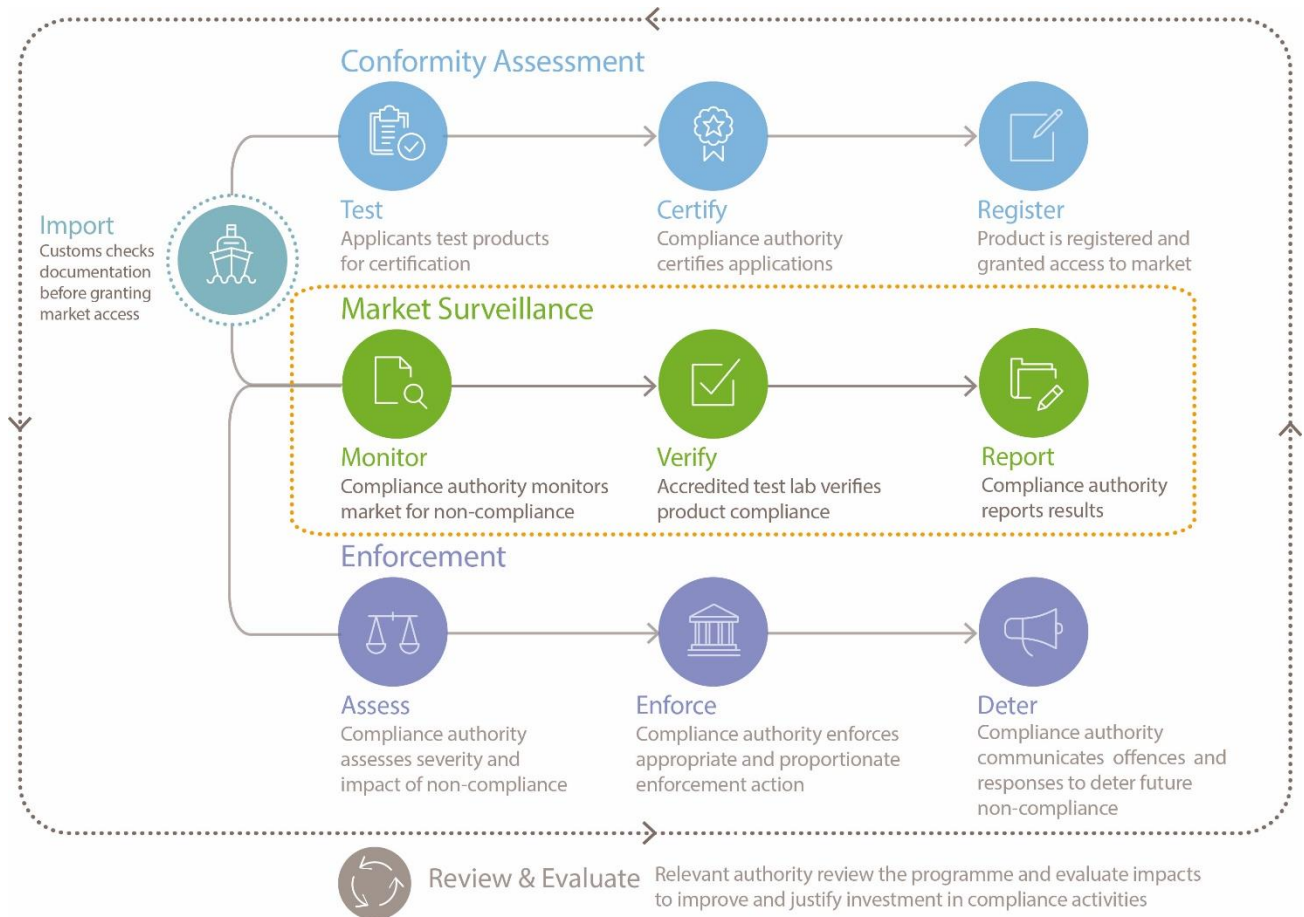 Conformity Assessment
Test
Applicants test products
for certification
Certify
Compliance authority
certifies applications
Register
Product is registered and
granted access to market
Import
Customs checks
documentation
before granting
market access
Market Surveillance
Monitor
Compliance authority monitors
market for non-compliance
Verify
Accredited test lab verifies
product compliance
Report
Compliance authority
reports results
Enforcement
Assess
Compliance authority
assesses severity and
impact of non-compliance
Enforce
Compliance authority enforces
appropriate and proportionate
enforcement action
Deter
Compliance authority
communicates offences and
responses to deter future
non-compliance
Review & Evaluate
Relevant authority review the programme and evaluate impacts
to improve and justify investment in compliance activities